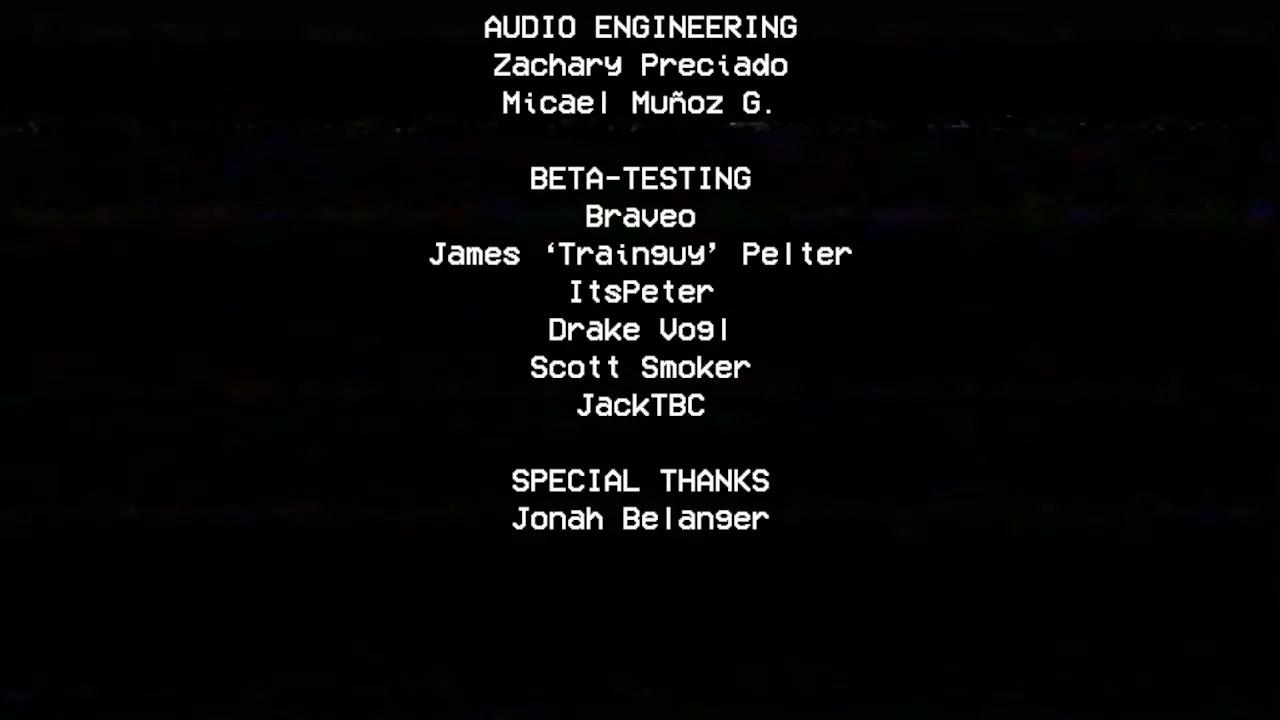 AUDIO ENGINEERING
Zachary Preciado
Micael Muñoz G.
BETA-TESTING
Braveo
James ‘Trainguy’ Pelter
ItsPeter
Drake Vogl
Scott Smoker
JackTBC
SPECIAL THANKS
Jonah Belanger